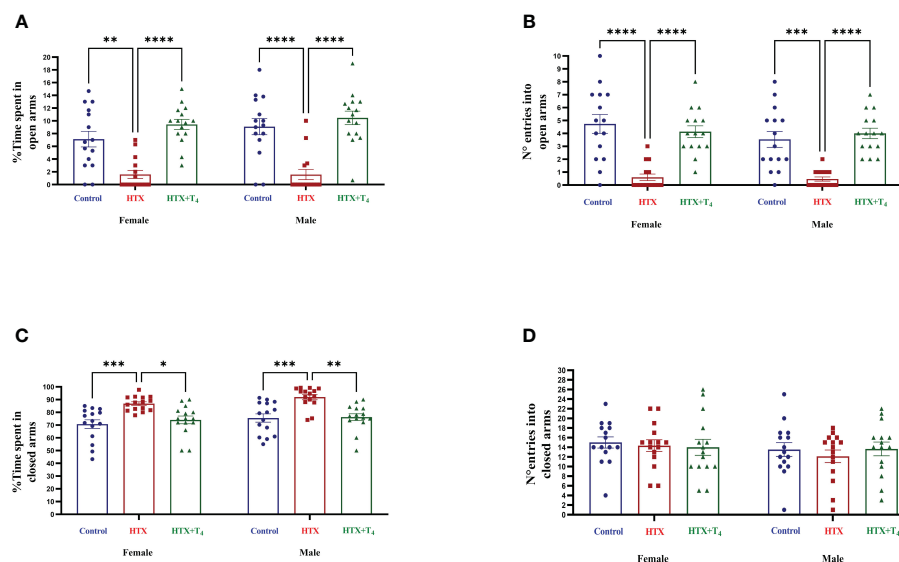 A
** **** **** ****
%Time spent in
open arms
20
18
16
14
12
10
8
6
4
2
0
Control HTX HTX+T4 Control HTX HTX+T4
Female Male
B
**** **** *** ****
N° entries into
open arms
10
9
8
7
6
5
4
3
2
1
0
Control HTX HTX+T4 Control HTX HTX+T4
Female Male
C
*** * *** **
%Time spent in
closed arms
100
90
80
70
60
50
40
30
20
10
0
Control HTX HTX+T4 Control HTX HTX+T4
Female Male
D
N°entries into
closed arms
30
28
26
24
22
20
18
16
14
12
10
8
6
4
2
0
Control HTX HTX+T4 Control HTX HTX+T4
Female Male